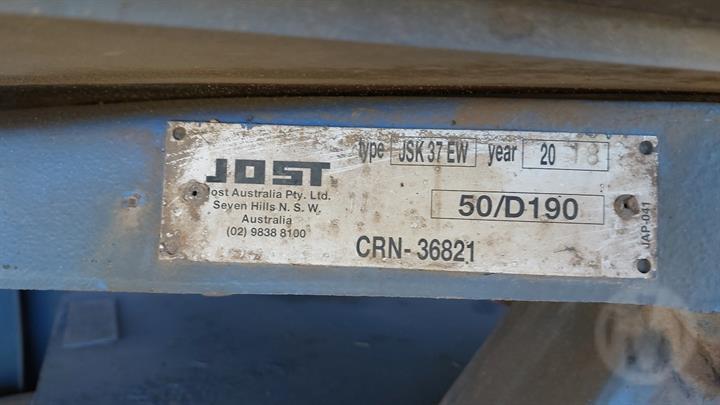 JOST
Jost Australia Pty. Ltd.
Seven Hills N. S. W.
Australia
(02) 9838 8100
type JSK 37 EW year 20 18
50/D190
CRN- 36821
JAP-041